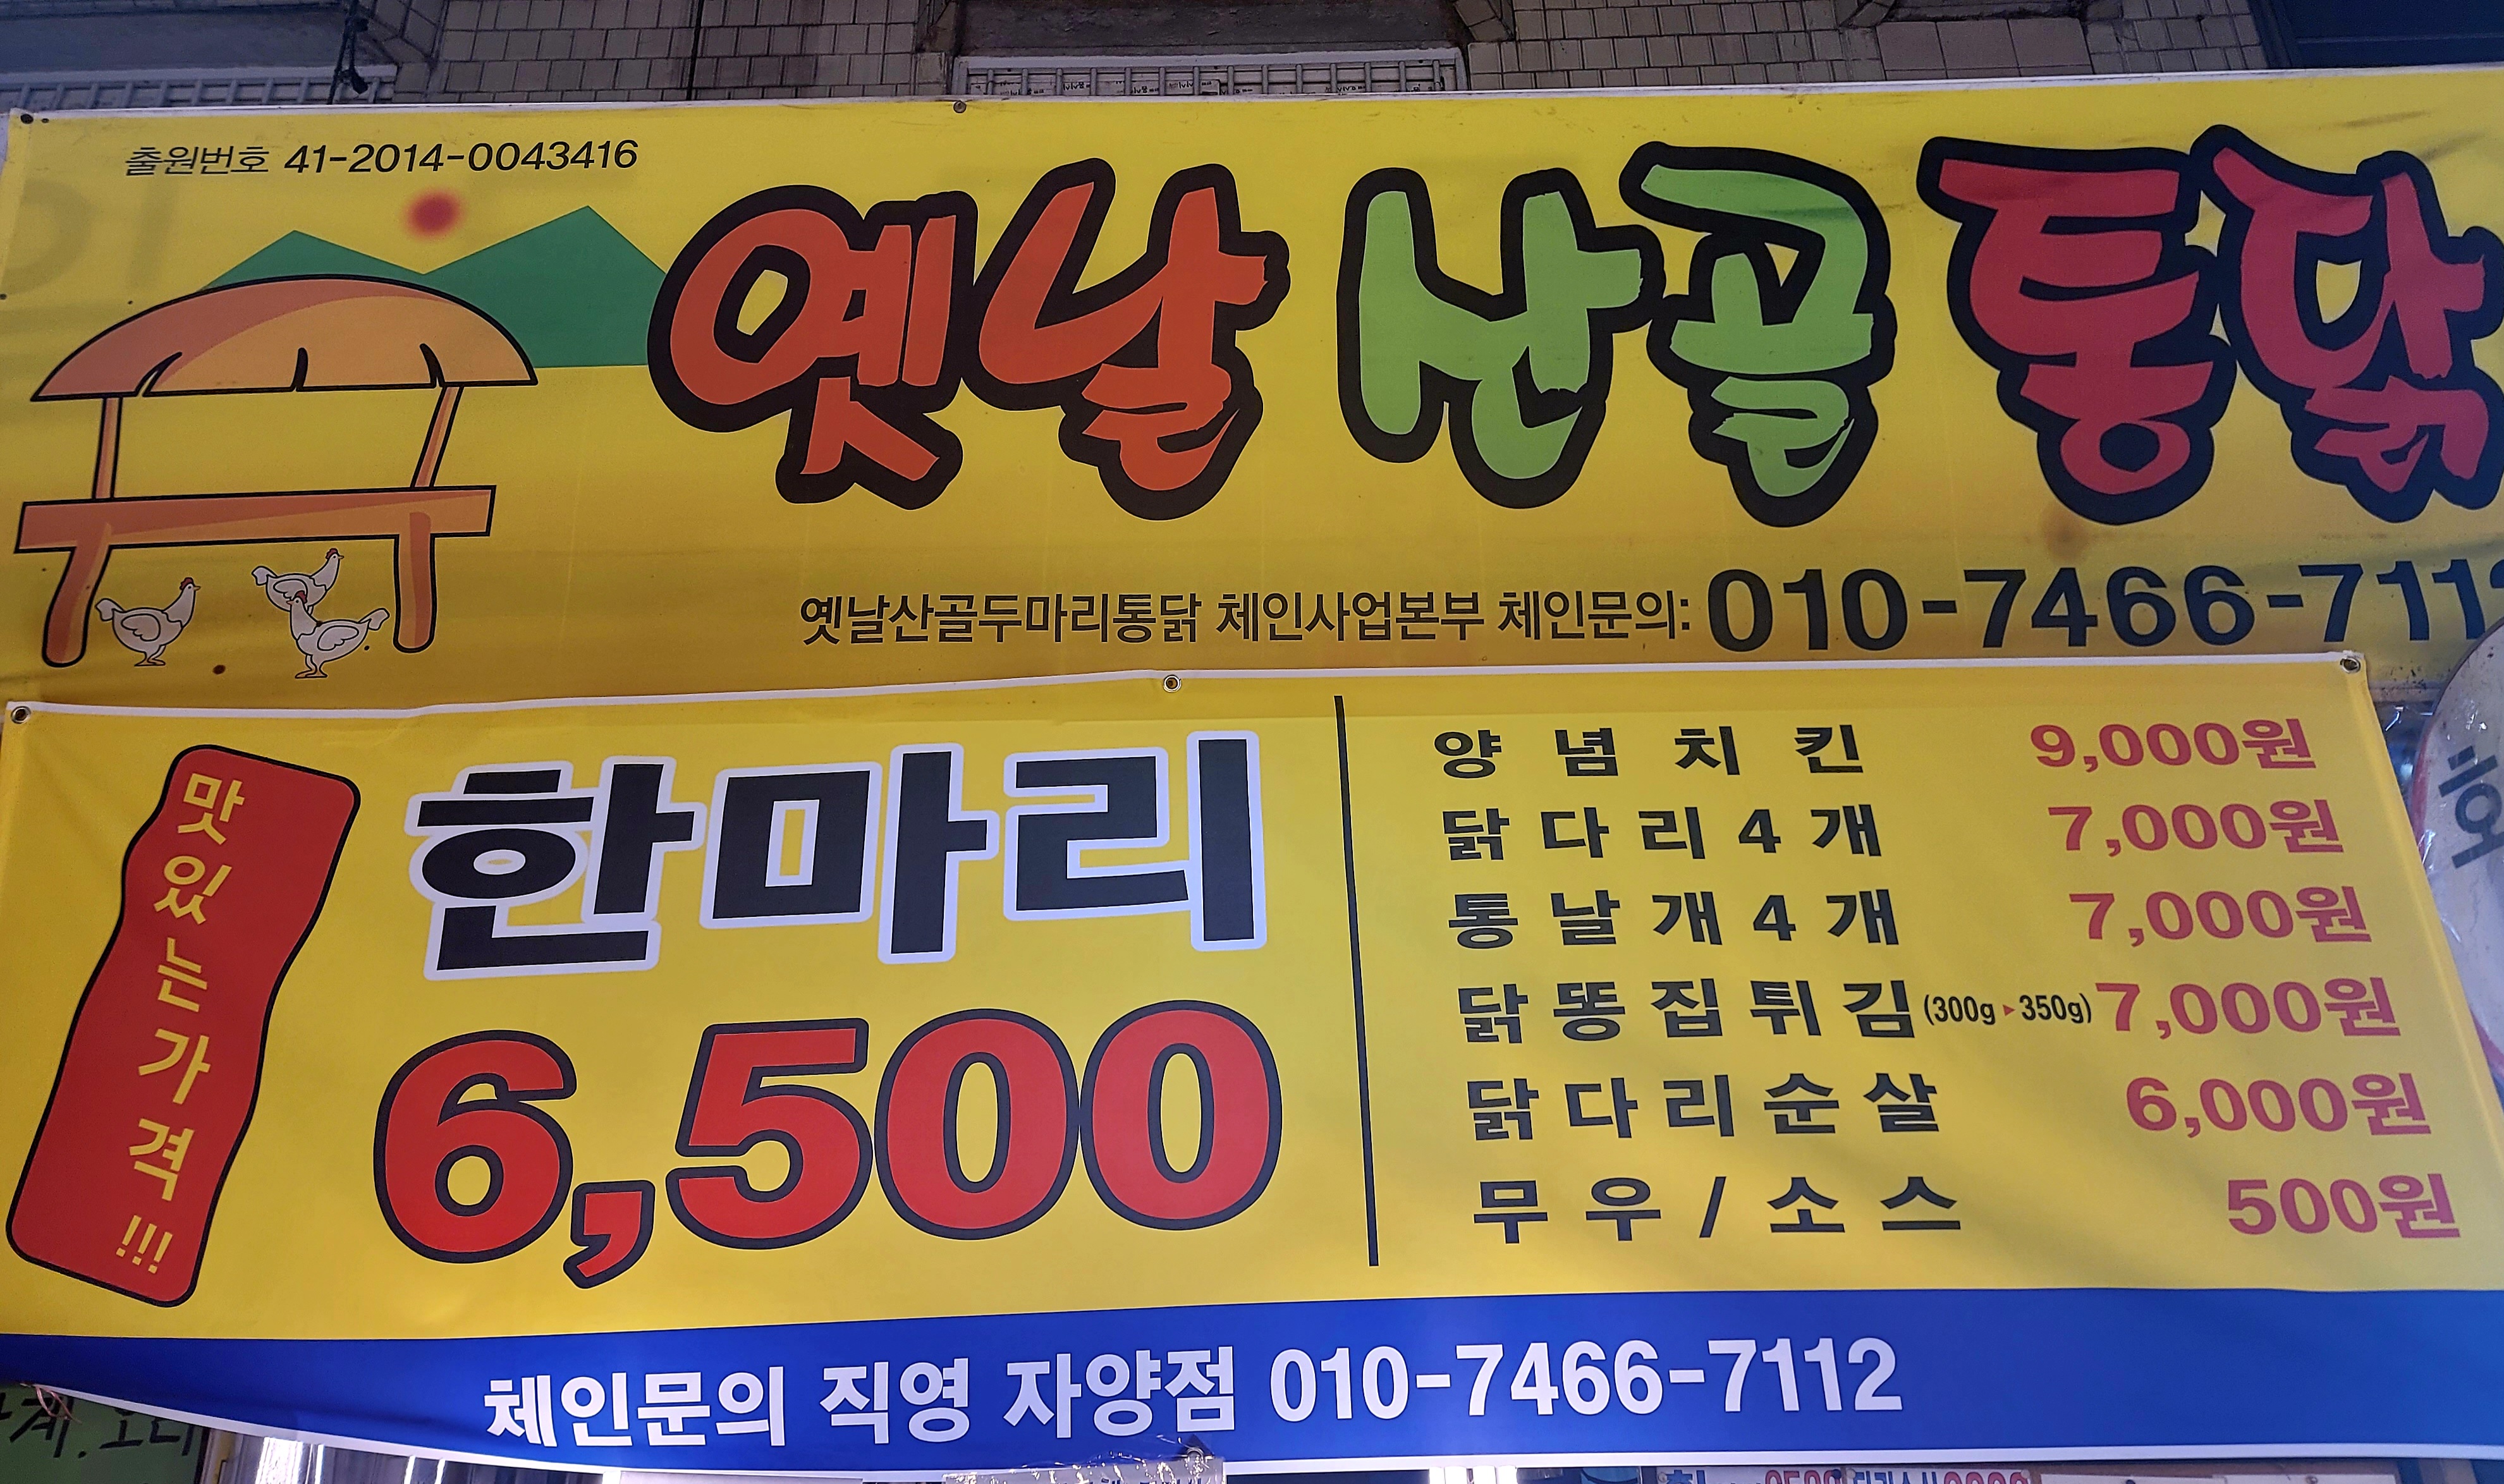 출원번호 41-2014-0043416
옛날 산골 통닭
옛날산골두마리통닭 체인사업본부 체인문의: 010-7466-7112
맛있는가격!!!
한마리
6,500
양념치킨 9,000원
닭다리4개 7,000원
통날개4개 7,000원
닭똥집튀김(300g▸350g) 7,000원
닭다리순살 6,000원
무우/소스 500원
체인문의 직영 자양점 010-7466-7112